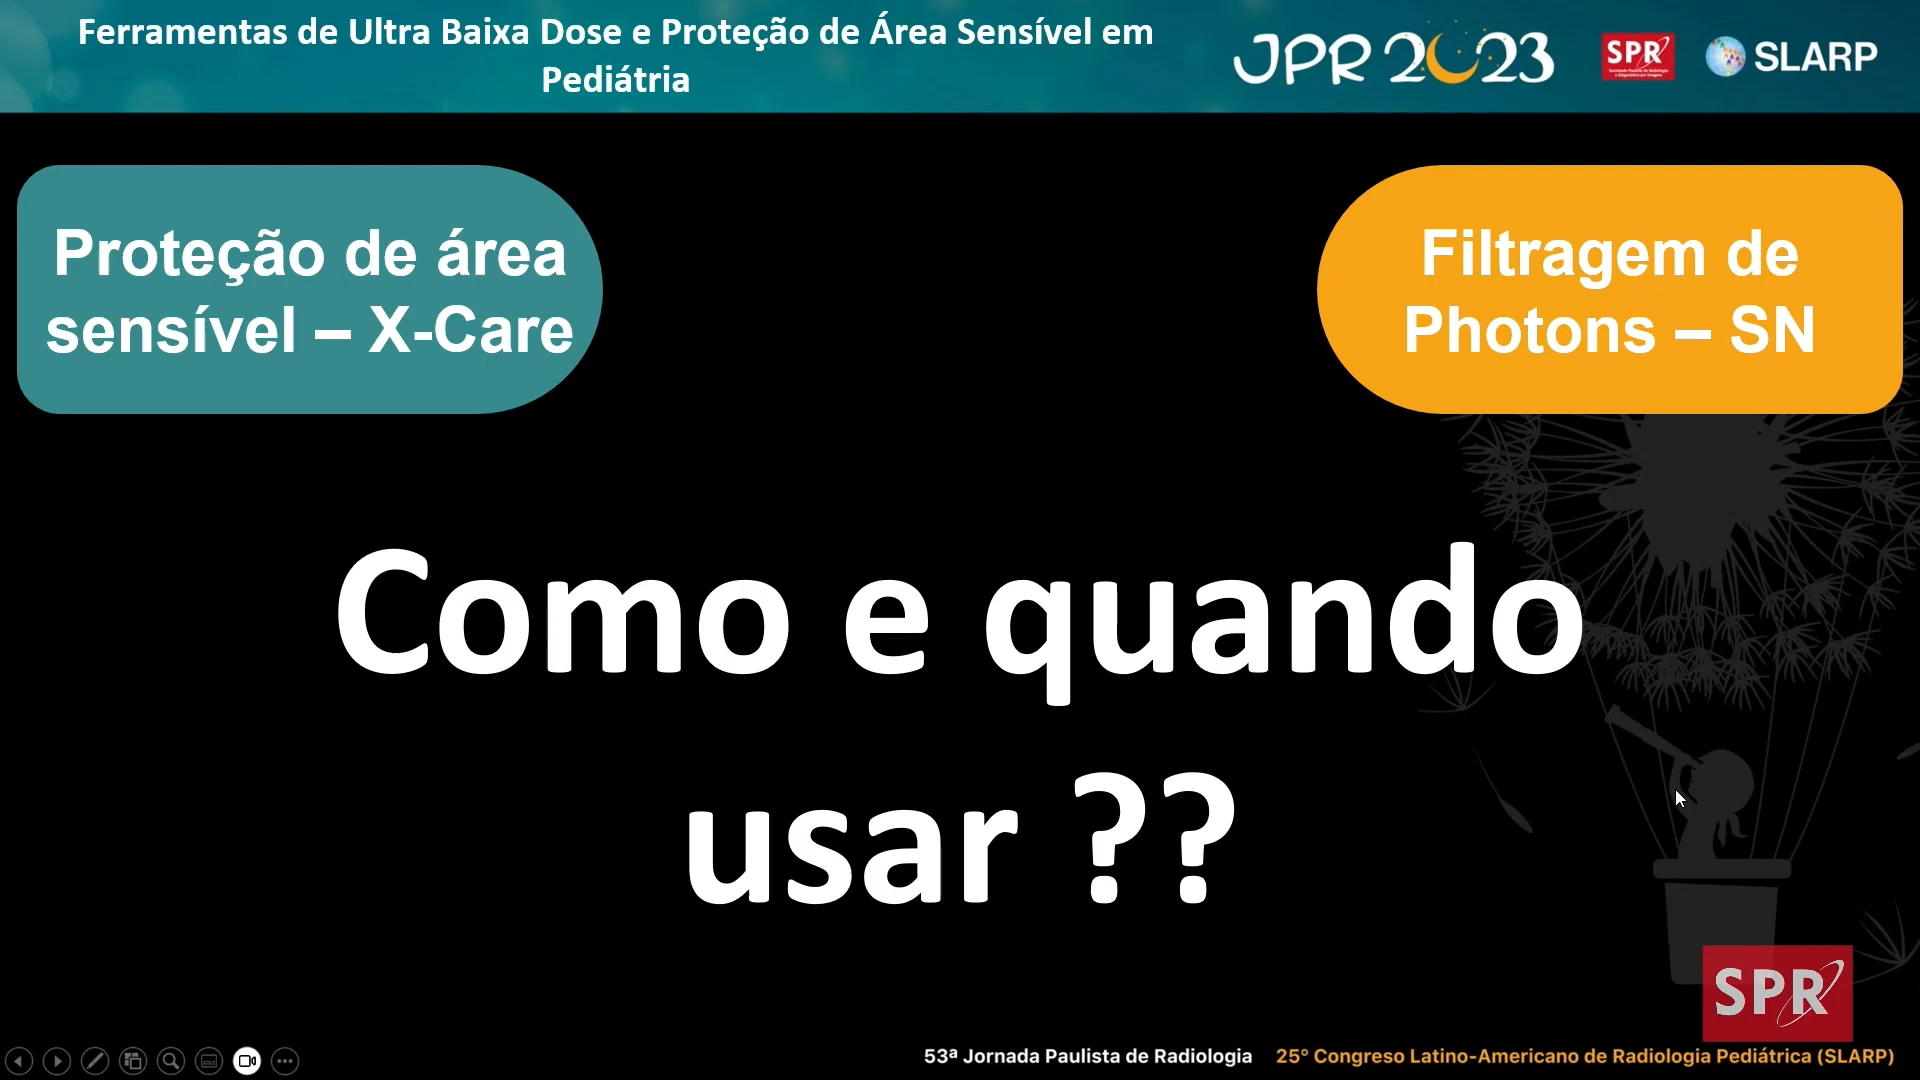 Ferramentas de Ultra Baixa Dose e Proteção de Área Sensível em
Pediátria
JPR 2023
SPR
SLARP
Proteção de área
sensível – X-Care
Filtragem de
Photons – SN
Como e quando
usar ??
SPR
53ª Jornada Paulista de Radiologia
25° Congreso Latino-Americano de Radiologia Pediátrica (SLARP)